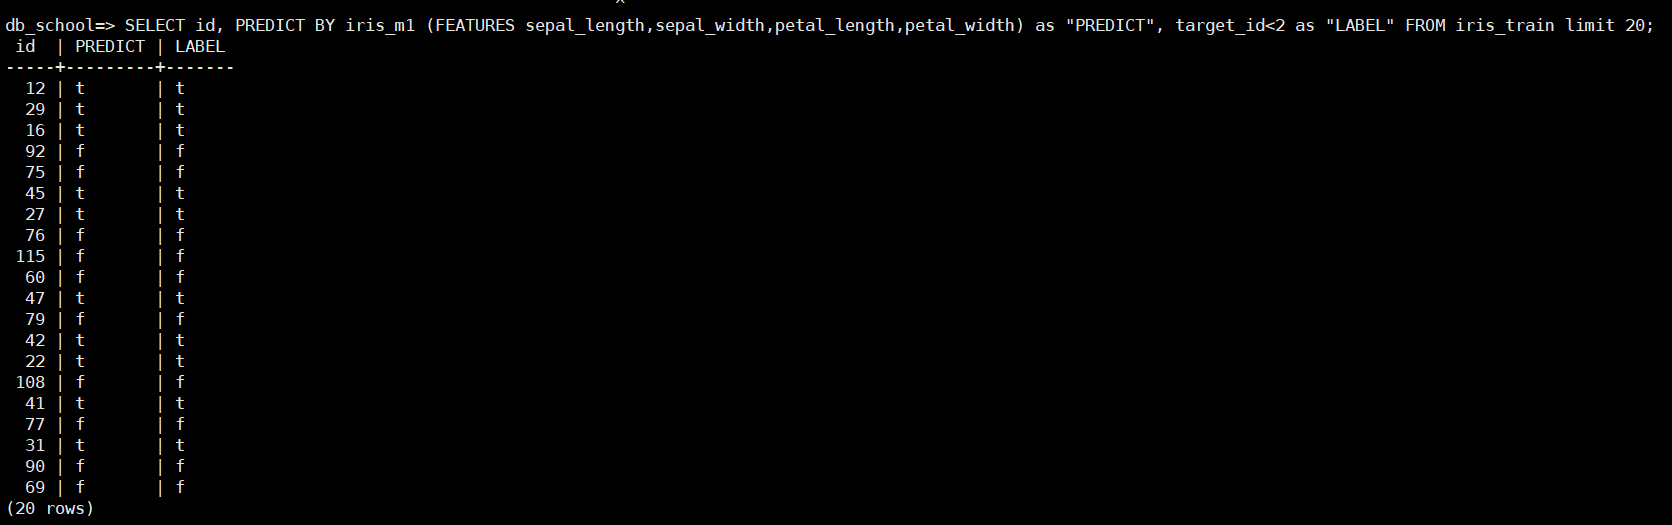 ^
db_school=> SELECT id, PREDICT BY iris_m1 (FEATURES sepal_length,sepal_width,petal_length,petal_width) as "PREDICT", target_id<2 as "LABEL" FROM iris_train limit 20;
 id  | PREDICT | LABEL
-----+---------+-------
  12 | t       | t
  29 | t       | t
  16 | t       | t
  92 | f       | f
  75 | f       | f
  45 | t       | t
  27 | t       | t
  76 | f       | f
 115 | f       | f
  60 | f       | f
  47 | t       | t
  79 | f       | f
  42 | t       | t
  22 | t       | t
 108 | f       | f
  41 | t       | t
  77 | f       | f
  31 | t       | t
  90 | f       | f
  69 | f       | f
(20 rows)